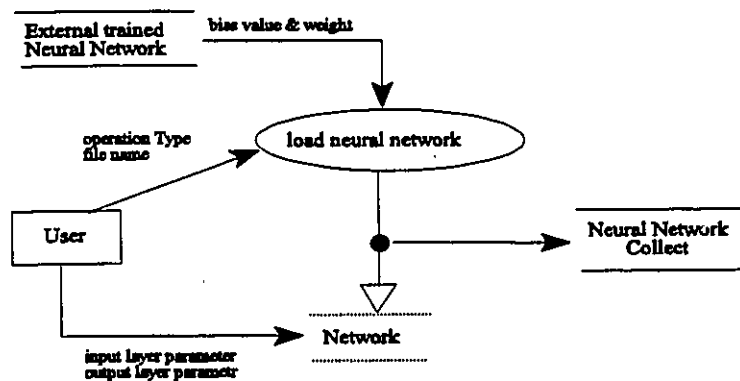 External trained
Neural Network
bias value & weight
load neural network
operation Type
file name
User
Neural Network
Collect
Network
input layer parameter
output layer parametr